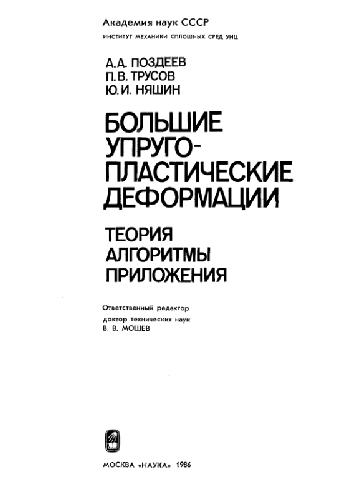 Академия наук СССР
ИНСТИТУТ МЕХАНИКИ СПЛОШНЫХ СРЕД УНЦ
А.А. ПОЗДЕЕВ
П.В. ТРУСОВ
Ю.И. НЯШИН
БОЛЬШИЕ
УПРУГО-
ПЛАСТИЧЕСКИЕ
ДЕФОРМАЦИИ
ТЕОРИЯ
АЛГОРИТМЫ
ПРИЛОЖЕНИЯ
Ответственный редактор
доктор технических наук
В. В. МОШЕВ
МОСКВА «НАУКА» 1986